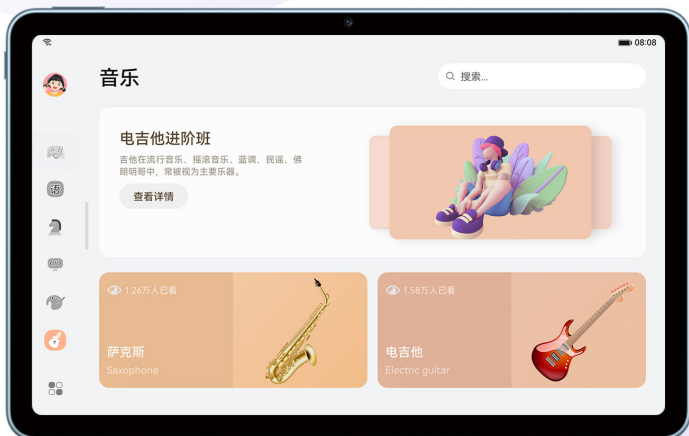 08:08
音乐
搜索...
电吉他进阶班
吉他在流行音乐、摇滚音乐、蓝调、民谣、佛
朗明哥中，常被视为主要乐器。
查看详情
语
1.26万人已看
1.58万人已看
萨克斯
Saxophone
电吉他
Electric guitar